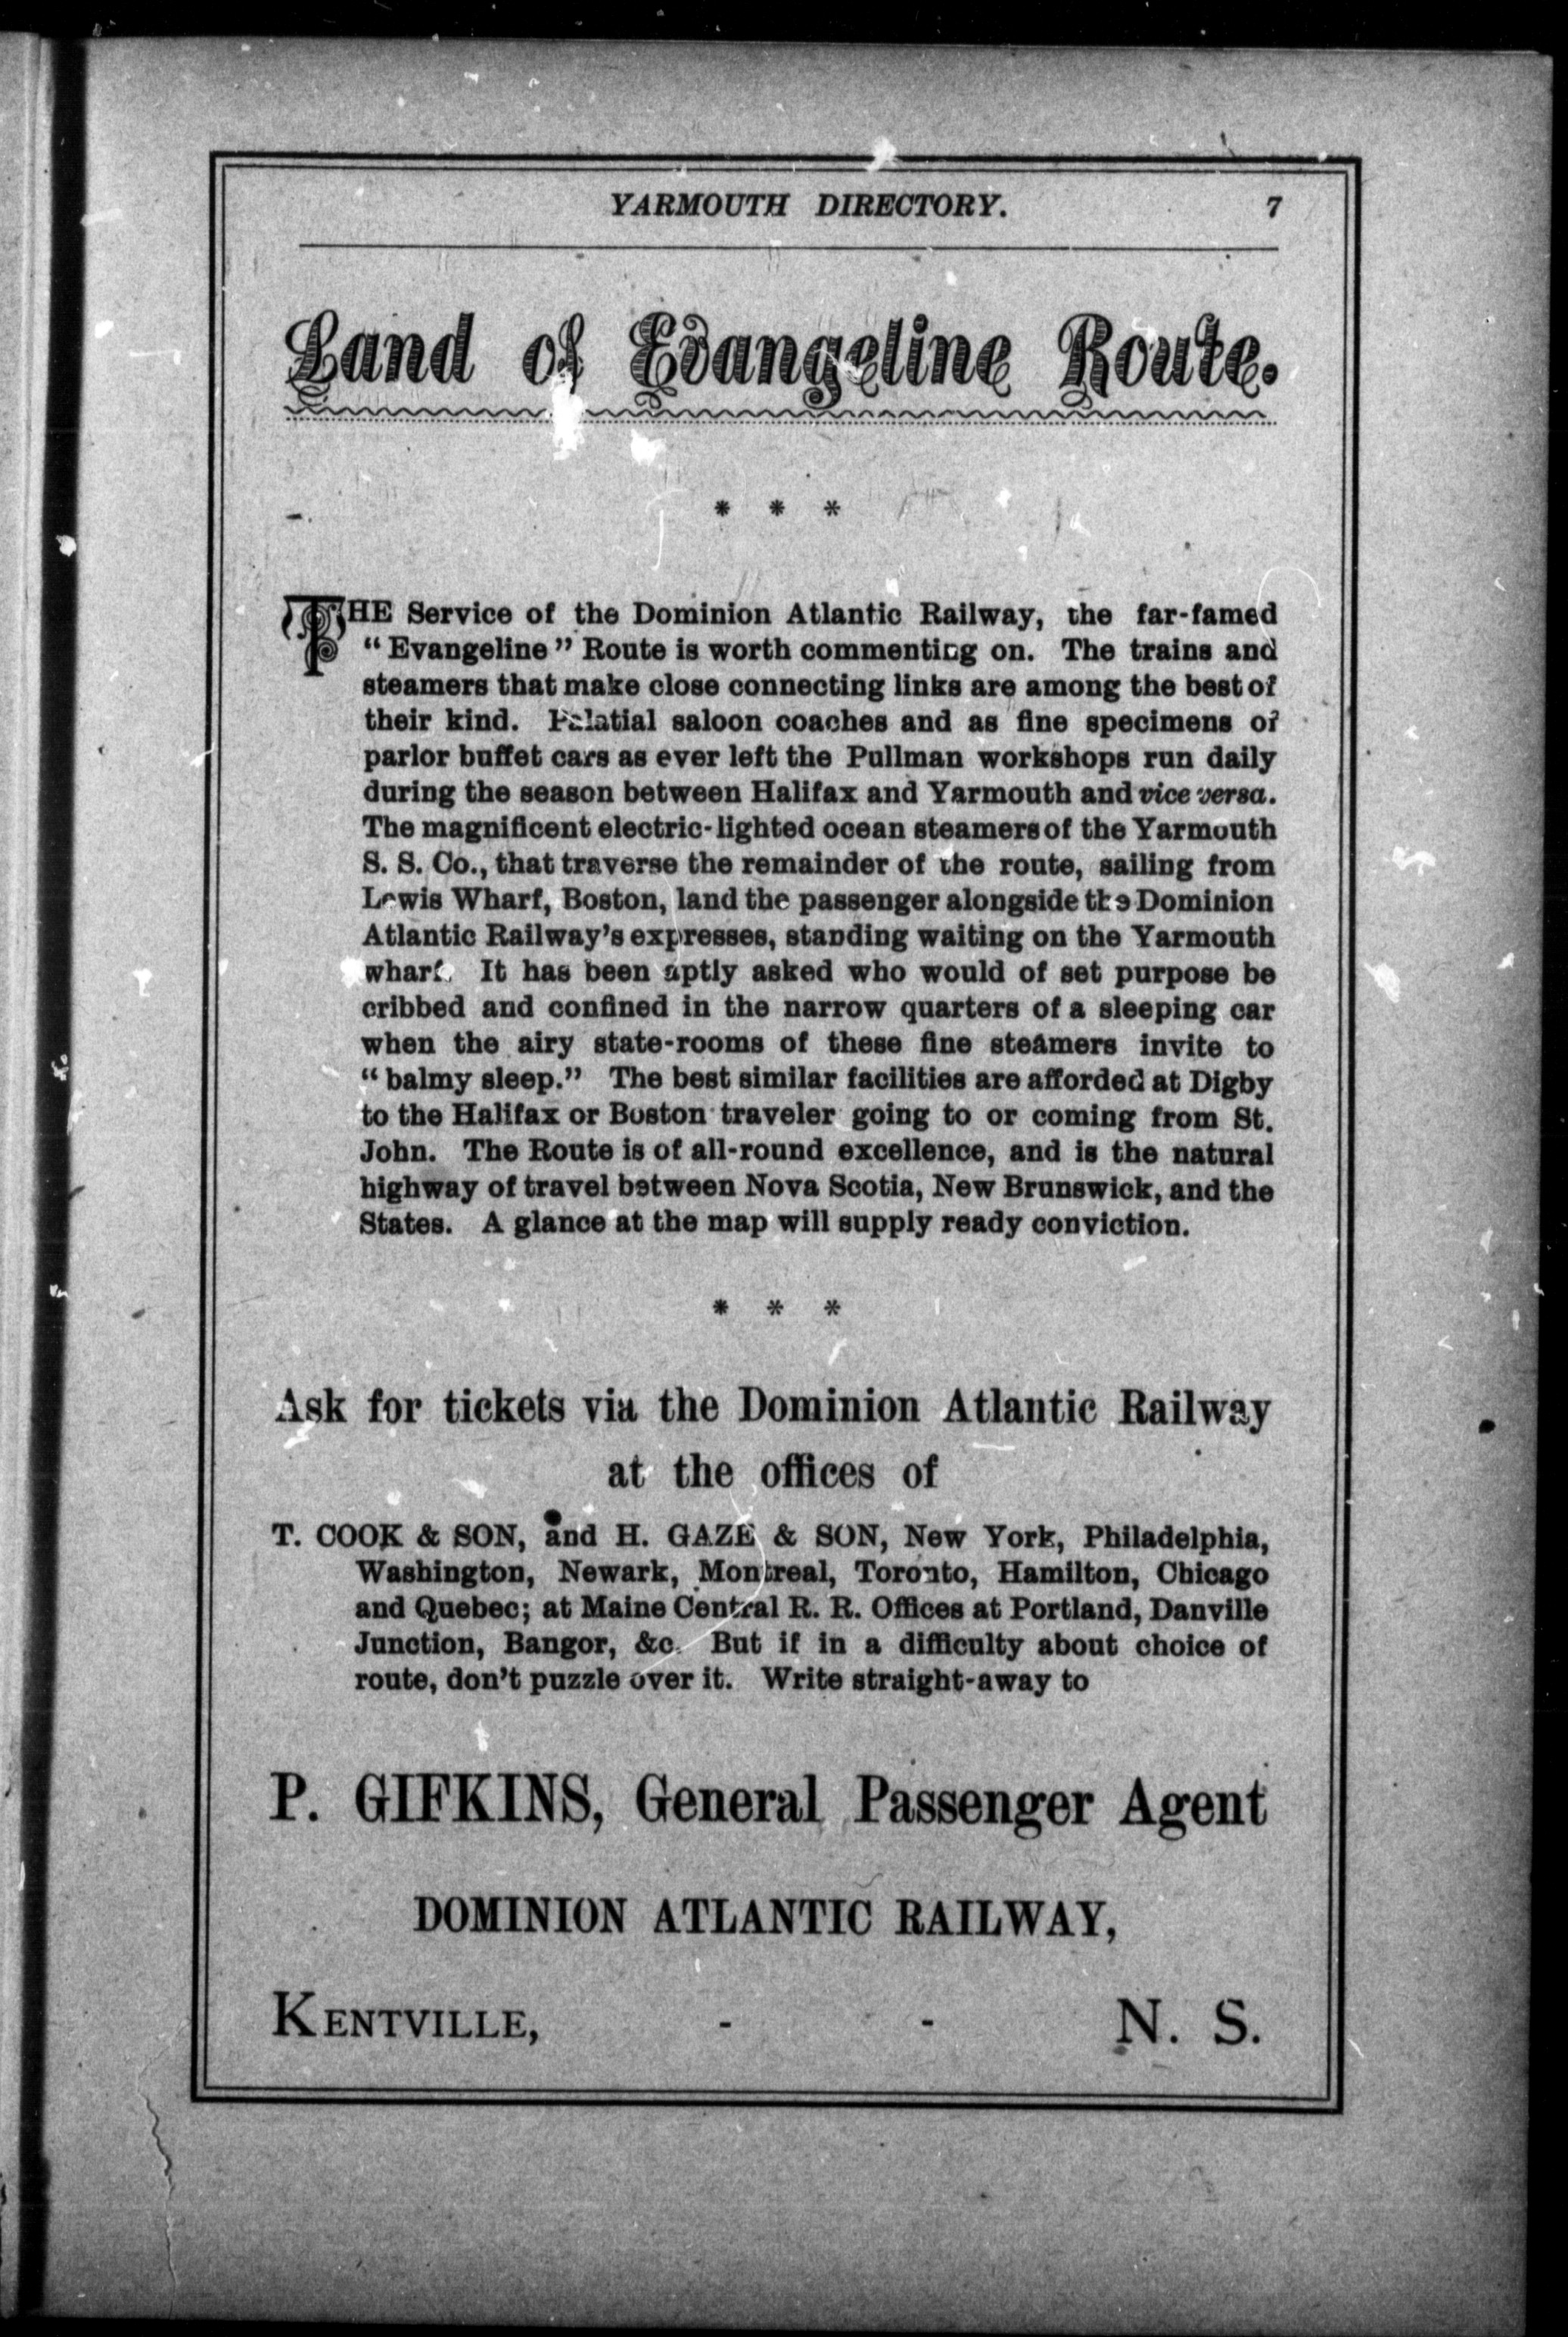 YARMOUTH DIRECTORY. 7
Land of Evangeline Route.
* * *
THE Service of the Dominion Atlantic Railway, the far-famed
"Evangeline" Route is worth commenting on. The trains and
steamers that make close connecting links are among the best of
their kind. Palatial saloon coaches and as fine specimens of
parlor buffet cars as ever left the Pullman workshops run daily
during the season between Halifax and Yarmouth and vice versa.
The magnificent electric-lighted ocean steamers of the Yarmouth
S. S. Co., that traverse the remainder of the route, sailing from
Lewis Wharf, Boston, land the passenger alongside the Dominion
Atlantic Railway's expresses, standing waiting on the Yarmouth
wharf. It has been aptly asked who would of set purpose be
cribbed and confined in the narrow quarters of a sleeping car
when the airy state-rooms of these fine steamers invite to
"balmy sleep." The best similar facilities are afforded at Digby
to the Halifax or Boston traveler going to or coming from St.
John. The Route is of all-round excellence, and is the natural
highway of travel between Nova Scotia, New Brunswick, and the
States. A glance at the map will supply ready conviction.
* * *
Ask for tickets via the Dominion Atlantic Railway
at the offices of
T. COOK & SON, and H. GAZE & SON, New York, Philadelphia,
Washington, Newark, Montreal, Toronto, Hamilton, Chicago
and Quebec; at Maine Central R. R. Offices at Portland, Danville
Junction, Bangor, &c. But if in a difficulty about choice of
route, don't puzzle over it. Write straight-away to
P. GIFKINS, General Passenger Agent
DOMINION ATLANTIC RAILWAY,
KENTVILLE, - - N. S.